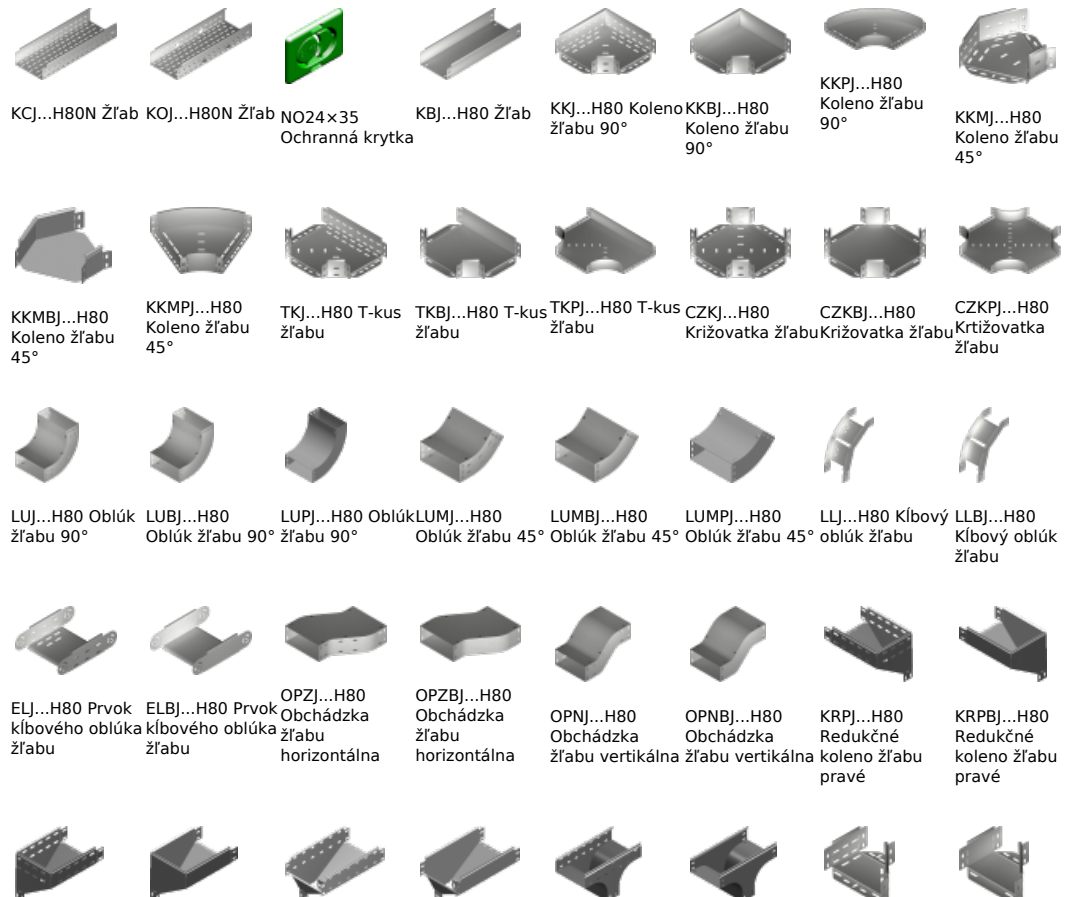 KCJ...H80N Žľab
KOJ...H80N Žľab
NO24×35
Ochranná krytka
KBJ...H80 Žľab
KKJ...H80 Koleno
žľabu 90°
KKBJ...H80
Koleno žľabu
90°
KKPJ...H80
Koleno žľabu
90°
KKMJ...H80
Koleno žľabu
45°
KKMBJ...H80
Koleno žľabu
45°
KKMPJ...H80
Koleno žľabu
45°
TKJ...H80 T-kus
žľabu
TKBJ...H80 T-kus
žľabu
TKPJ...H80 T-kus
žľabu
CZKJ...H80
Križovatka žľabu
CZKBJ...H80
Križovatka žľabu
CZKPJ...H80
Krtižovatka
žľabu
LUJ...H80 Oblúk
žľabu 90°
LUBJ...H80
Oblúk žľabu 90°
LUPJ...H80 Oblúk
žľabu 90°
LUMJ...H80
Oblúk žľabu 45°
LUMBJ...H80
Oblúk žľabu 45°
LUMPJ...H80
Oblúk žľabu 45°
LLJ...H80 Kĺbový
oblúk žľabu
LLBJ...H80
Kĺbový oblúk
žľabu
ELJ...H80 Prvok
kĺbového oblúka
žľabu
ELBJ...H80 Prvok
kĺbového oblúka
žľabu
OPZJ...H80
Obchádzka
žľabu
horizontálna
OPZBJ...H80
Obchádzka
žľabu
horizontálna
OPNJ...H80
Obchádzka
žľabu vertikálna
OPNBJ...H80
Obchádzka
žľabu vertikálna
KRPJ...H80
Redukčné
koleno žľabu
pravé
KRPBJ...H80
Redukčné
koleno žľabu
pravé